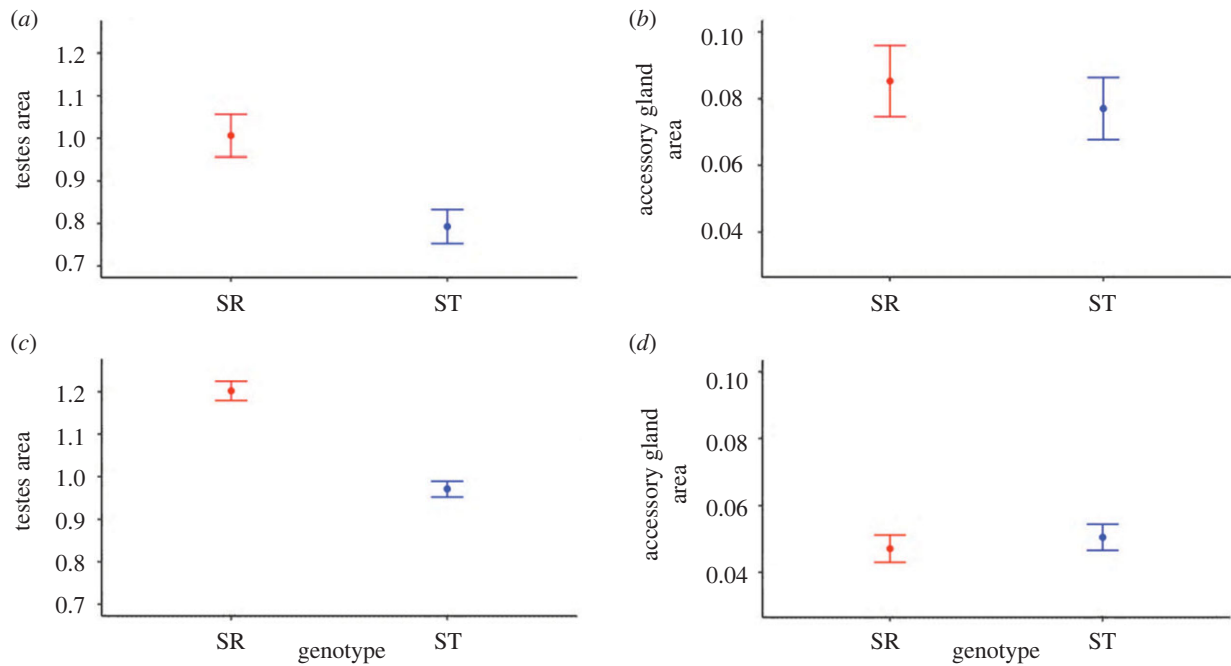 (a)
1.2
1.1
1.0
0.9
0.8
0.7
testes area
SR
ST
(b)
0.10
0.08
0.06
0.04
accessory gland
area
SR
ST
(c)
1.2
1.1
1.0
0.9
0.8
0.7
testes area
SR
ST
genotype
(d)
0.10
0.08
0.06
0.04
accessory gland
area
SR
ST
genotype